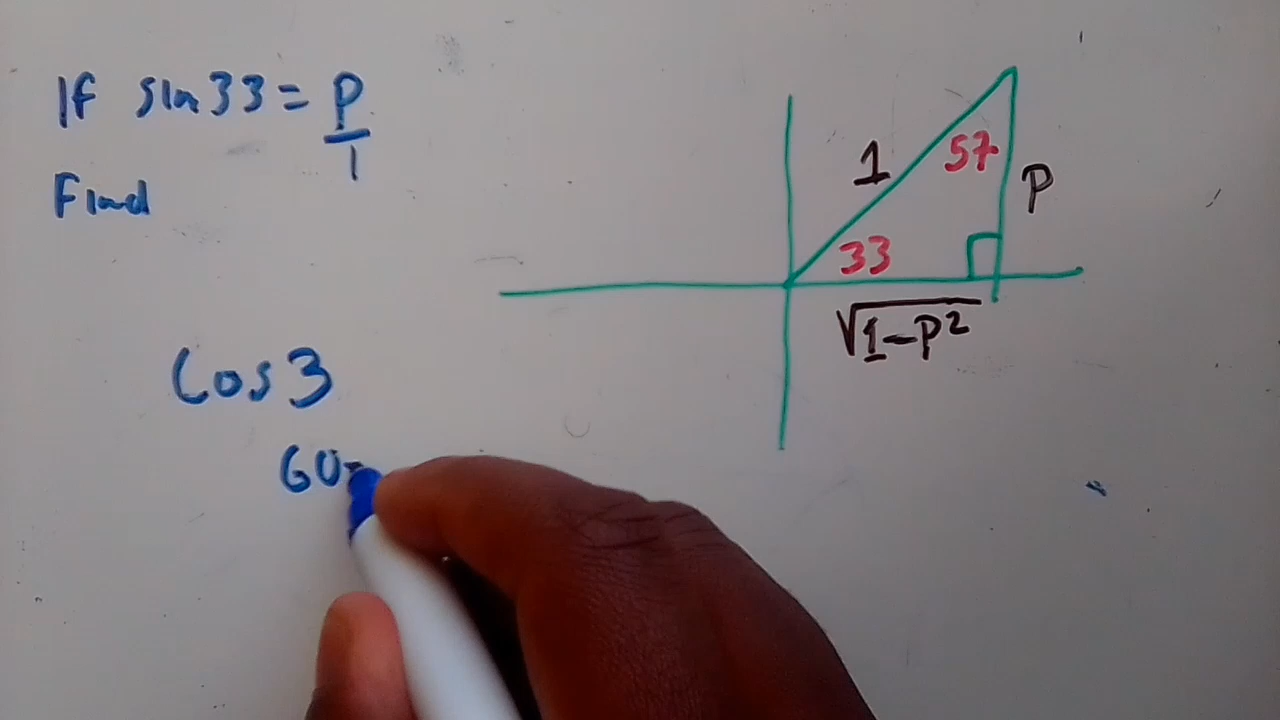 If sin33 = P/1
Find
Cos3
60-
1
57
P
33
√1-P²